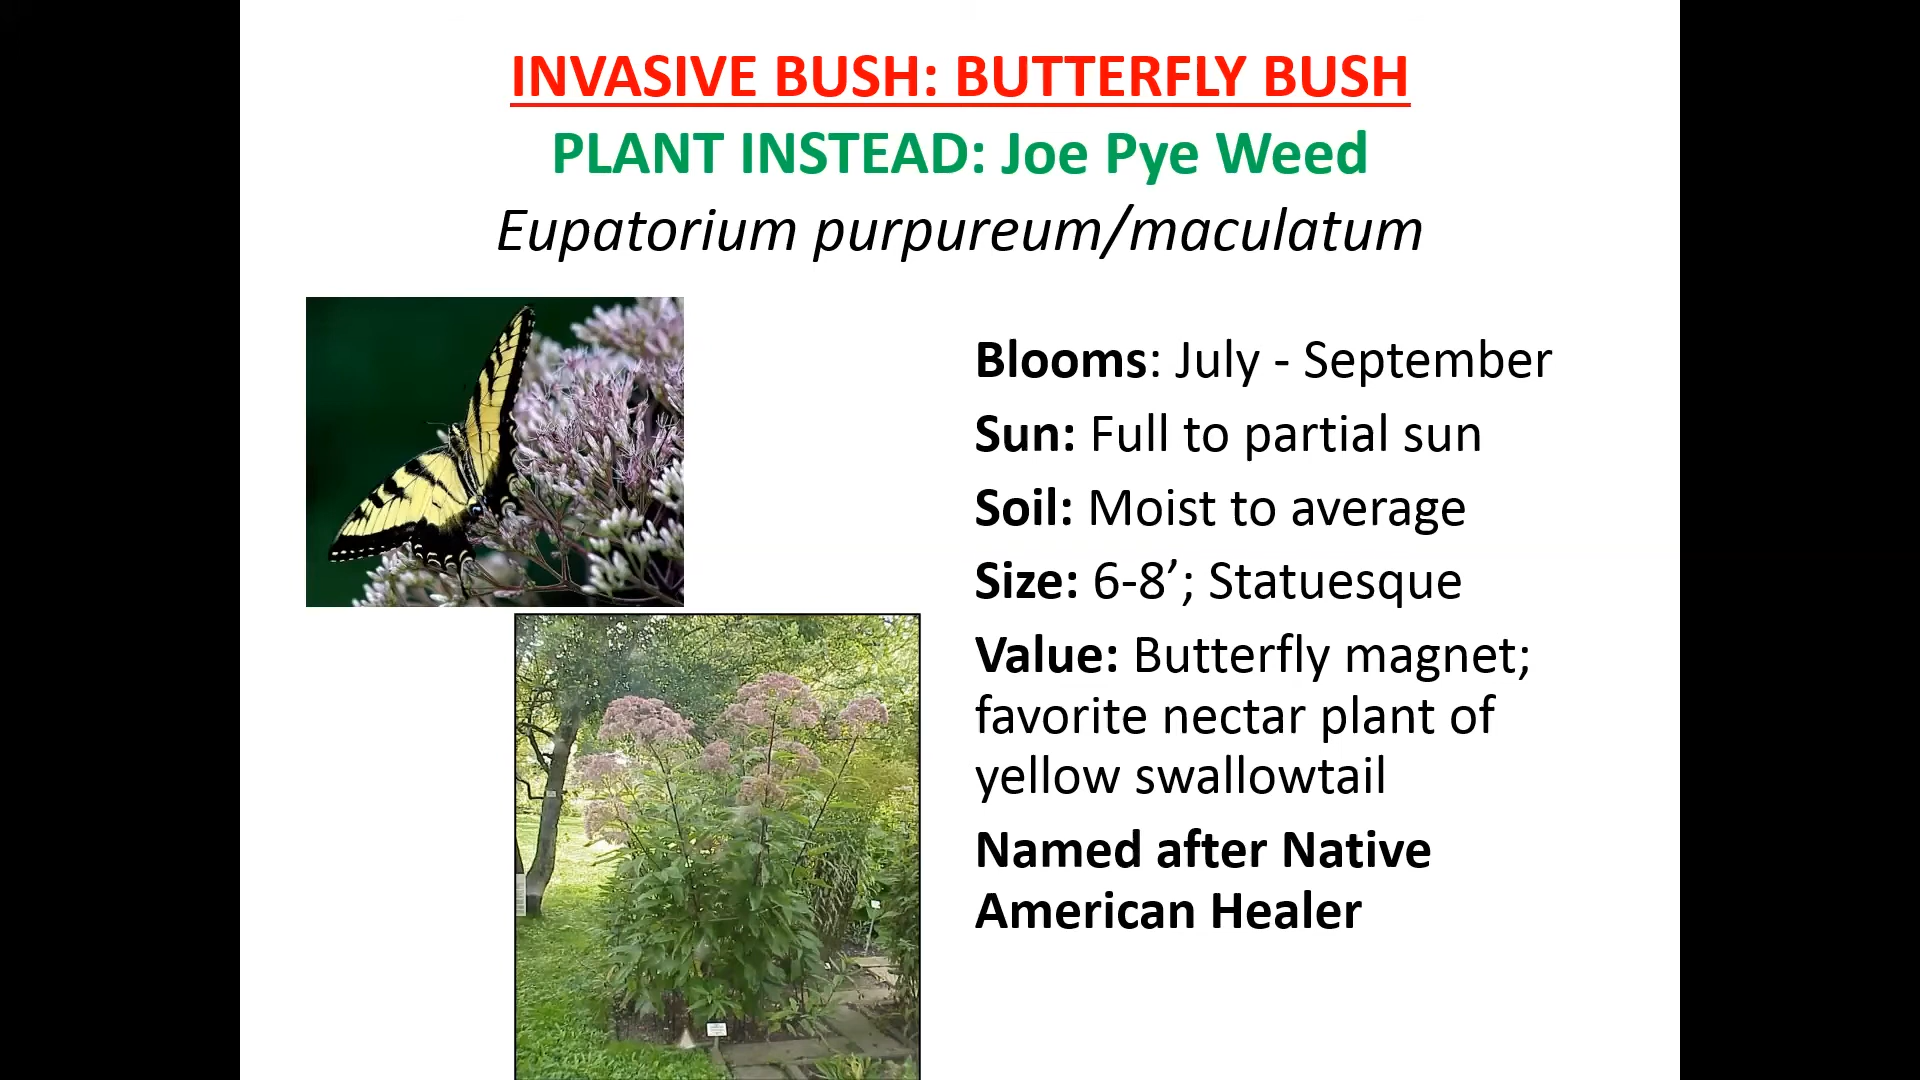 INVASIVE BUSH: BUTTERFLY BUSH
PLANT INSTEAD: Joe Pye Weed
Eupatorium purpureum/maculatum
Blooms: July - September
Sun: Full to partial sun
Soil: Moist to average
Size: 6-8’; Statuesque
Value: Butterfly magnet;
favorite nectar plant of
yellow swallowtail
Named after Native
American Healer